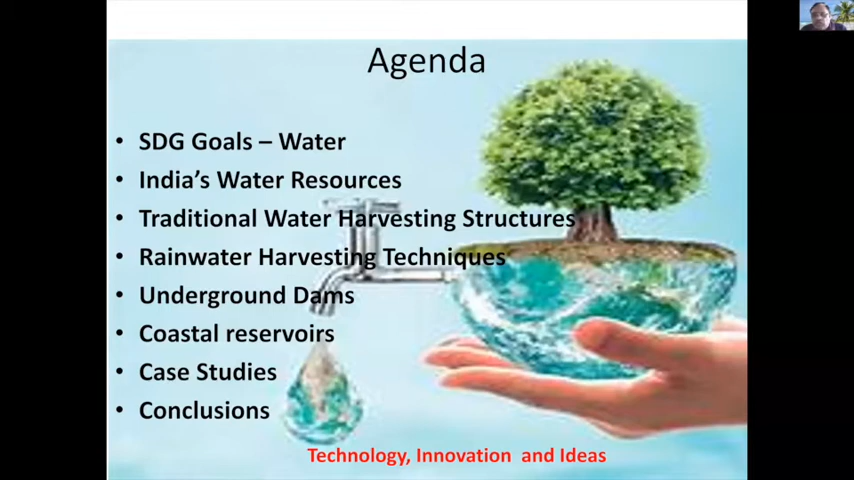 Agenda
• SDG Goals – Water
• India's Water Resources
• Traditional Water Harvesting Structures
• Rainwater Harvesting Techniques
• Underground Dams
• Coastal reservoirs
• Case Studies
• Conclusions
Technology, Innovation and Ideas